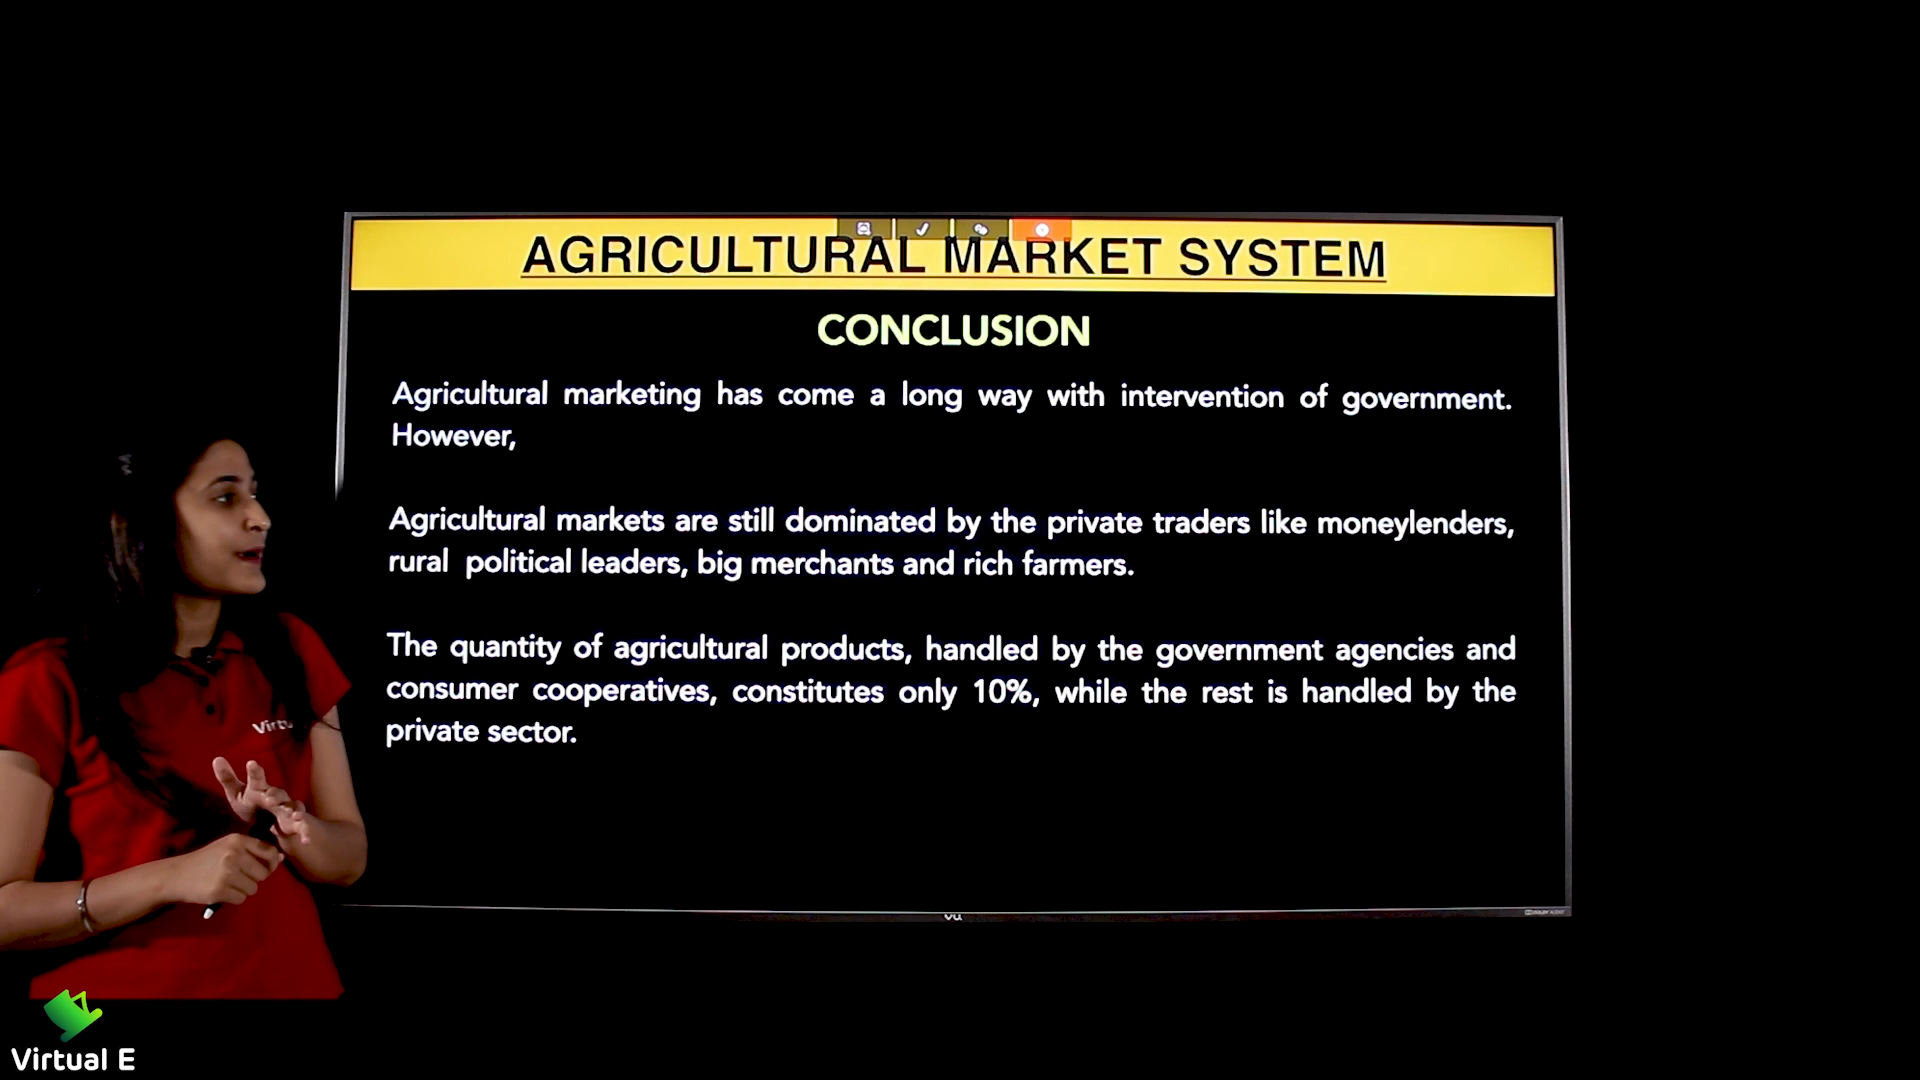 AGRICULTURAL MARKET SYSTEM
CONCLUSION
Agricultural marketing has come a long way with intervention of government.
However,
Agricultural markets are still dominated by the private traders like moneylenders,
rural political leaders, big merchants and rich farmers.
The quantity of agricultural products, handled by the government agencies and
consumer cooperatives, constitutes only 10%, while the rest is handled by the
private sector.
Virtu
Vu
Virtual E